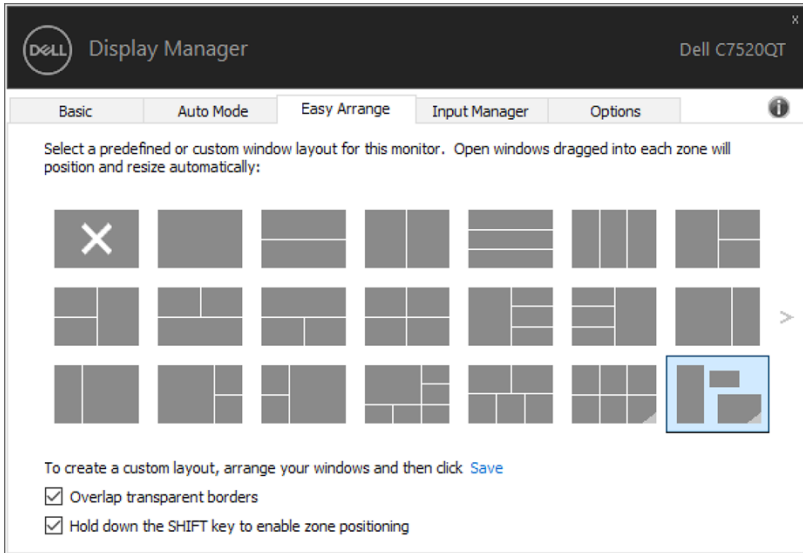 x
DELL
Display Manager
Dell C7520QT
Basic
Auto Mode
Easy Arrange
Input Manager
Options
i
Select a predefined or custom window layout for this monitor. Open windows dragged into each zone will
position and resize automatically:
>
To create a custom layout, arrange your windows and then click Save
Overlap transparent borders
Hold down the SHIFT key to enable zone positioning